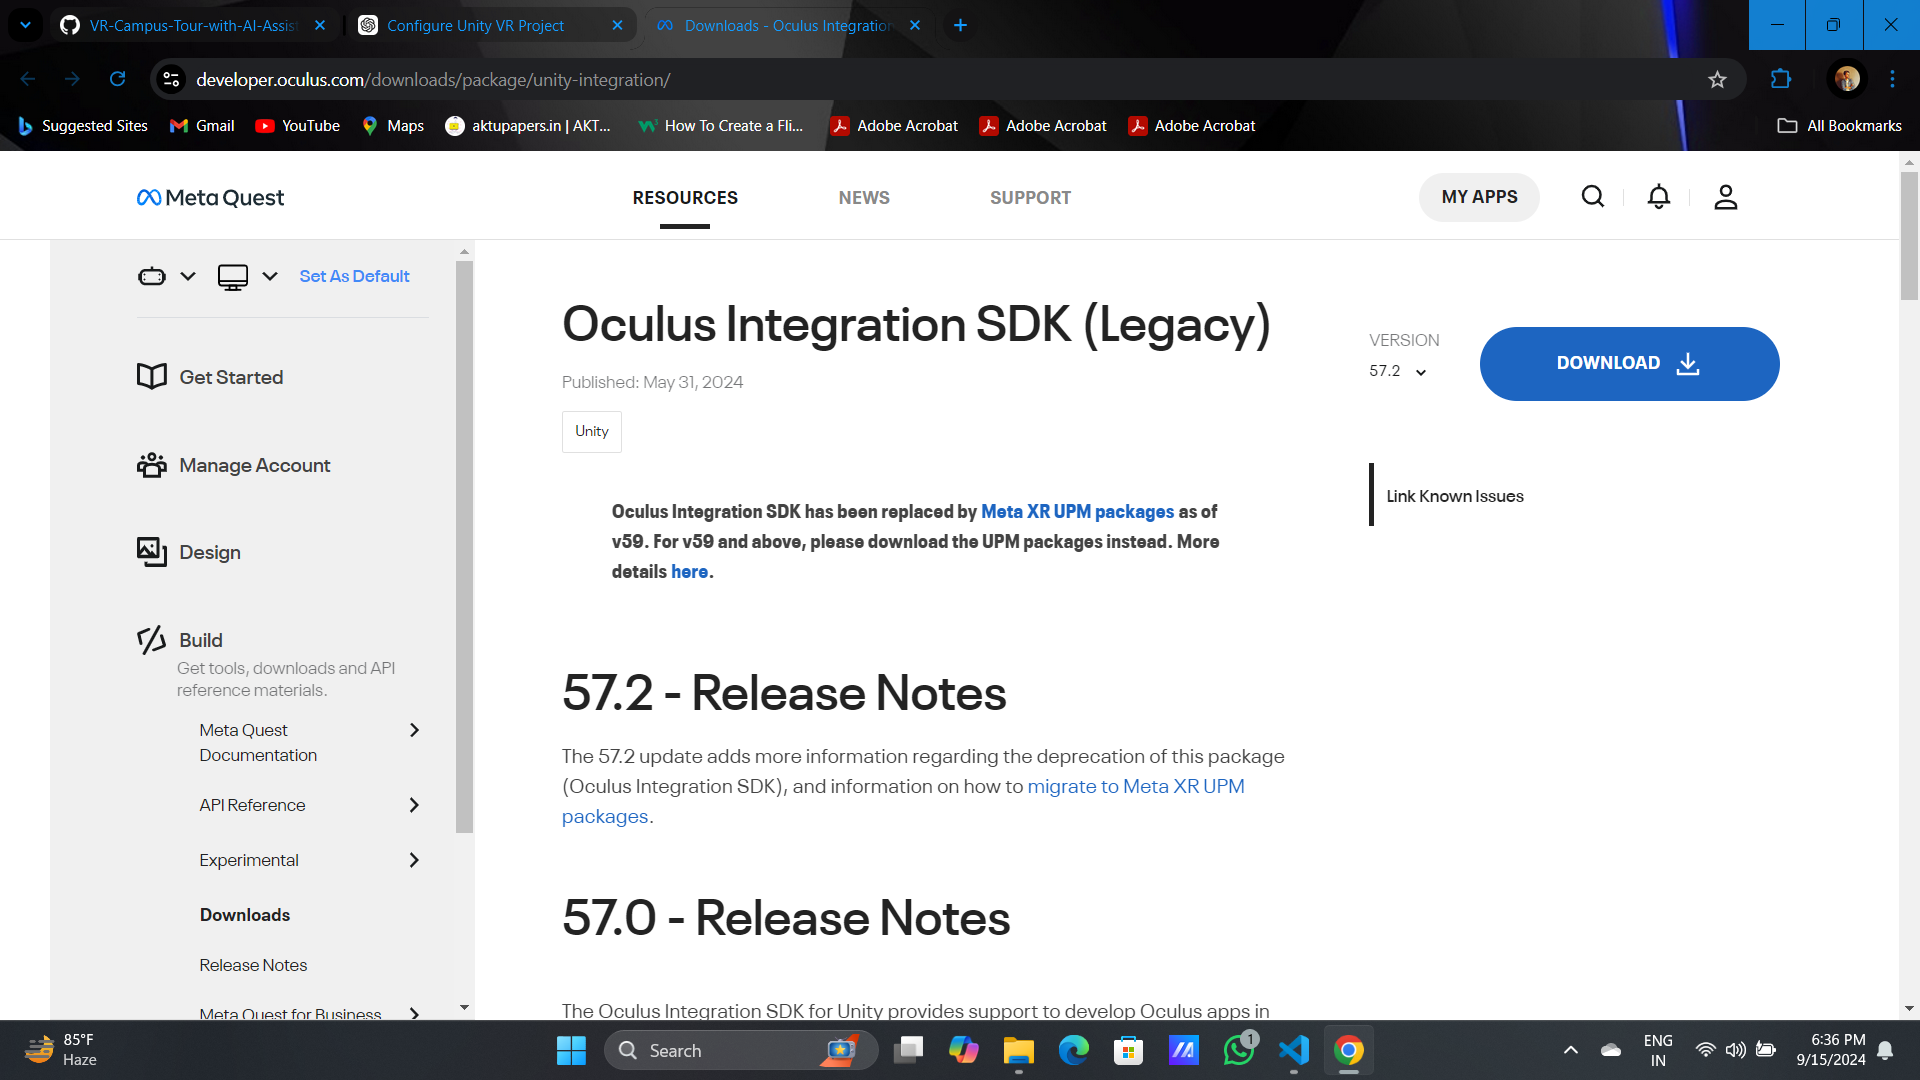 VR-Campus-Tour-with-AI-Assist
Configure Unity VR Project
Downloads - Oculus Integration
developer.oculus.com/downloads/package/unity-integration/
Suggested Sites
Gmail
YouTube
Maps
aktupapers.in | AKT...
How To Create a Fli...
Adobe Acrobat
Adobe Acrobat
Adobe Acrobat
All Bookmarks
Meta Quest
RESOURCES
NEWS
SUPPORT
MY APPS
Set As Default
Get Started
Manage Account
Design
Build
Get tools, downloads and API
reference materials.
Meta Quest
Documentation
API Reference
Experimental
Downloads
Release Notes
Meta Quest for Business
Oculus Integration SDK (Legacy)
Published: May 31, 2024
Unity
VERSION
57.2
DOWNLOAD
Link Known Issues
Oculus Integration SDK has been replaced by Meta XR UPM packages as of
v59. For v59 and above, please download the UPM packages instead. More
details here.
57.2 - Release Notes
The 57.2 update adds more information regarding the deprecation of this package
(Oculus Integration SDK), and information on how to migrate to Meta XR UPM
packages.
57.0 - Release Notes
The Oculus Integration SDK for Unity provides support to develop Oculus apps in
85°F
Haze
Search
1
ENG
IN
6:36 PM
9/15/2024